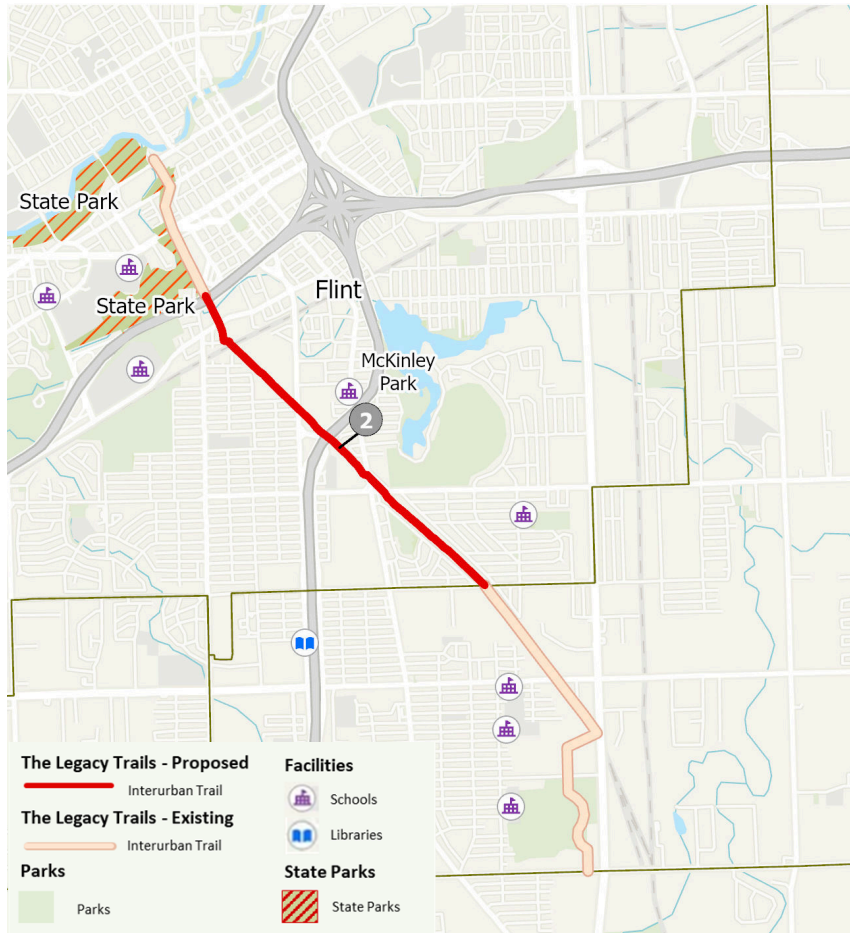 State Park
State Park
Flint
McKinley
Park
2
The Legacy Trails - Proposed
Interurban Trail
The Legacy Trails - Existing
Interurban Trail
Parks
Parks
Facilities
Schools
Libraries
State Parks
State Parks